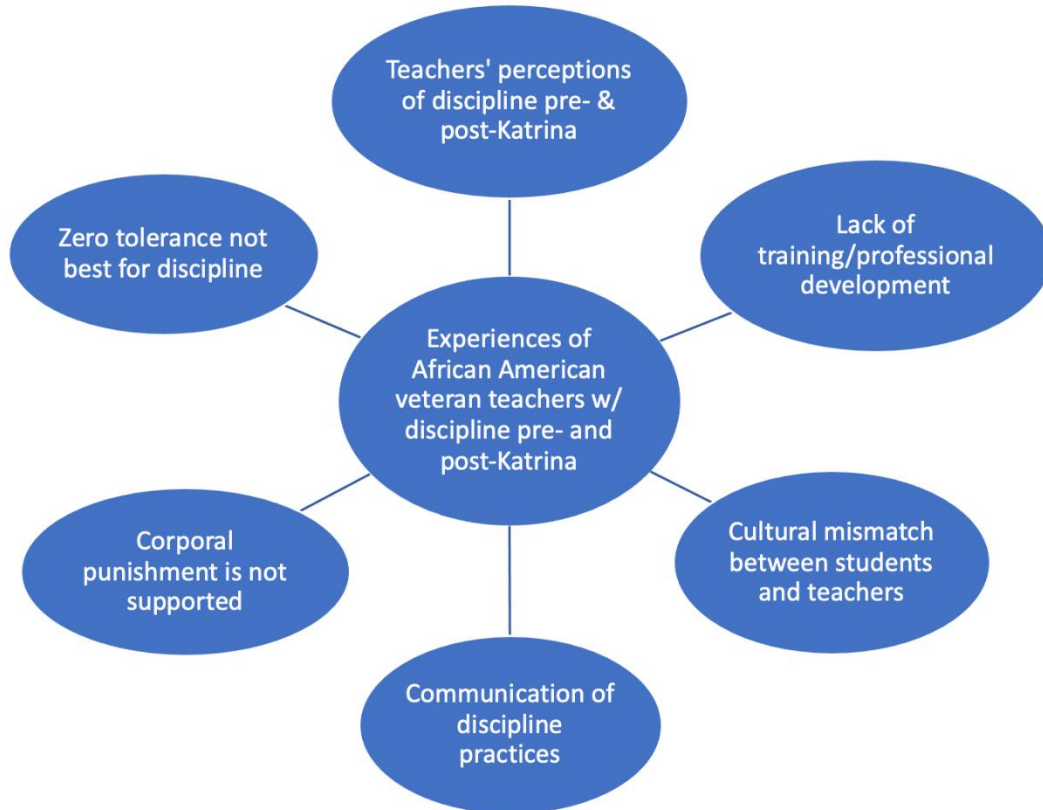 Teachers' perceptions
of discipline pre- &
post-Katrina
Zero tolerance not
best for discipline
Lack of
training/professional
development
Experiences of
African American
veteran teachers w/
discipline pre- and
post-Katrina
Corporal
punishment is not
supported
Cultural mismatch
between students
and teachers
Communication of
discipline
practices